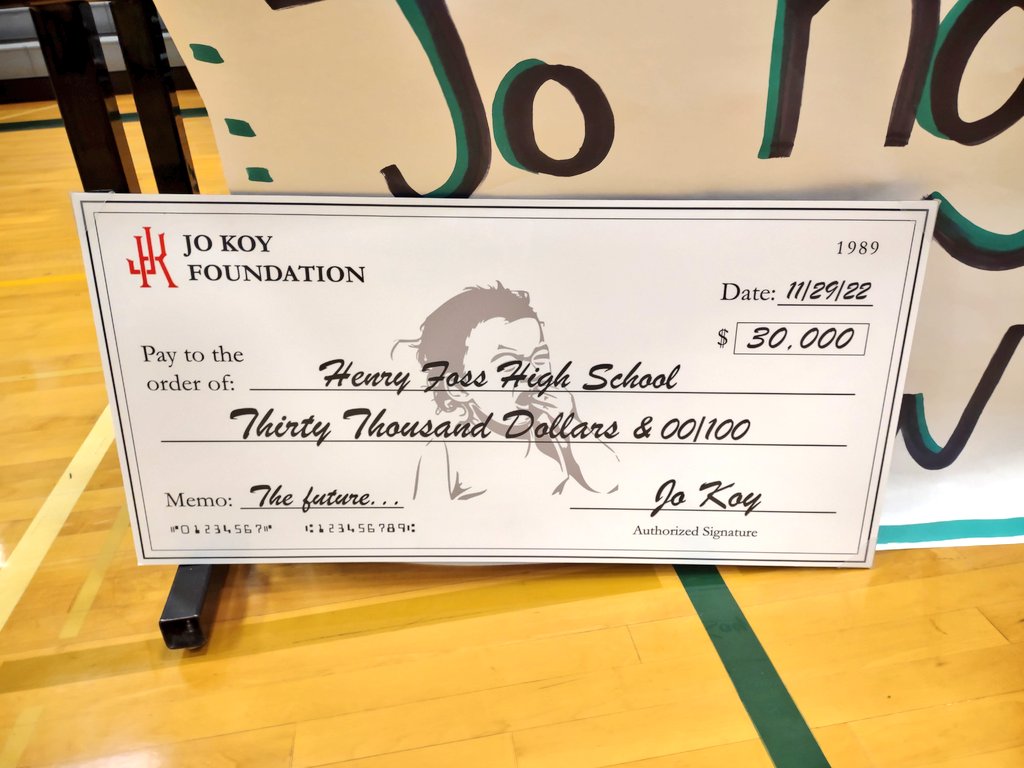 Jo
JK JO KOY
FOUNDATION
1989
Date: 11/29/22
$ 30,000
Pay to the
order of: Henry Foss High School
Thirty Thousand Dollars & 00/100
Memo: The future...
Jo Koy
⑈01234567⑈ ⑆123456789⑆
Authorized Signature